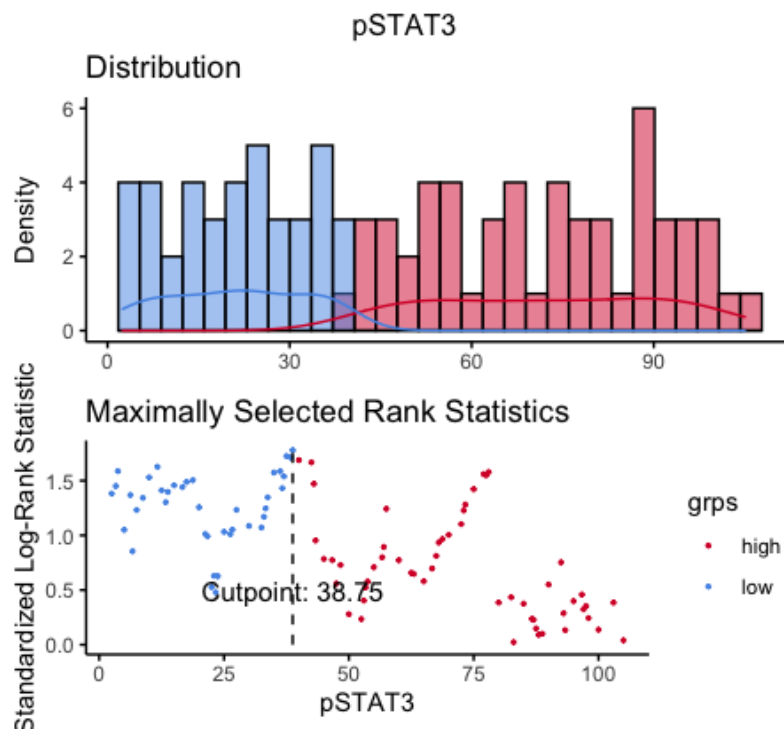 pSTAT3
Distribution
6
4
2
0
Density
0 30 60 90
Maximally Selected Rank Statistics
1.5
1.0
0.5
0.0
Standardized Log-Rank Statistic
Cutpoint: 38.75
0 25 50 75 100
pSTAT3
grps
high
low